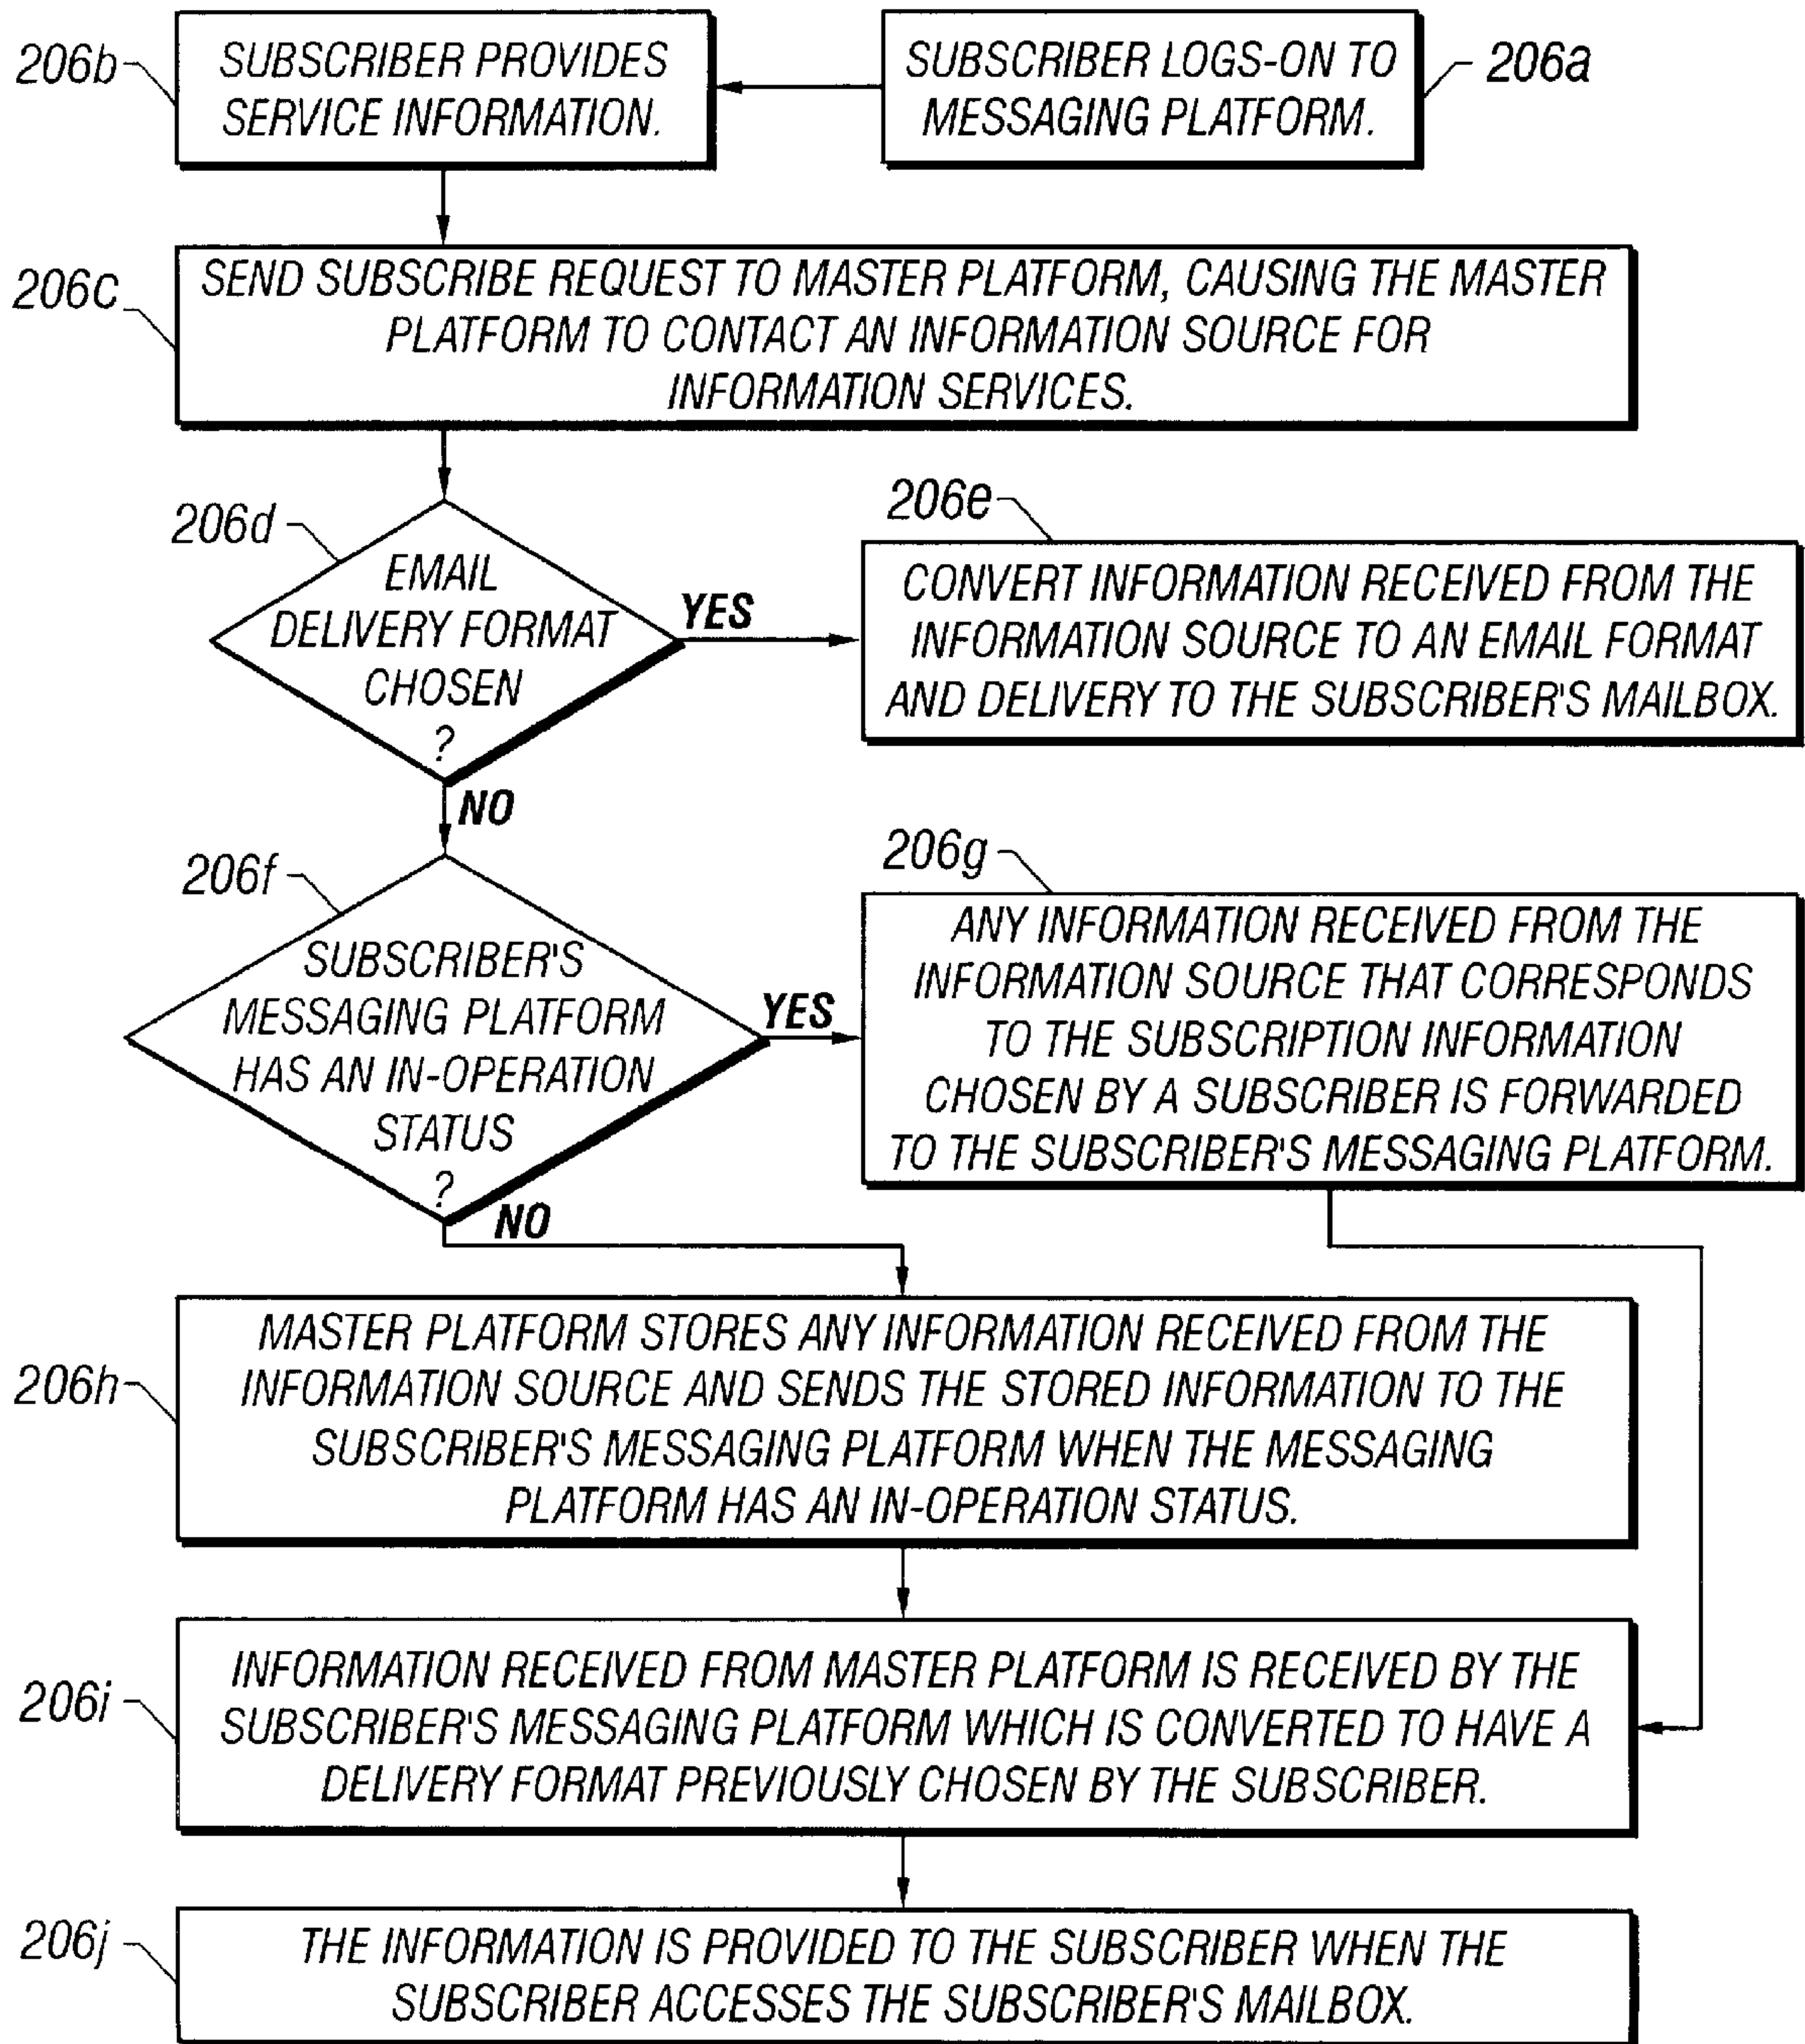 206b
SUBSCRIBER PROVIDES
SERVICE INFORMATION.
SUBSCRIBER LOGS-ON TO
MESSAGING PLATFORM.
206a
206c
SEND SUBSCRIBE REQUEST TO MASTER PLATFORM, CAUSING THE MASTER
PLATFORM TO CONTACT AN INFORMATION SOURCE FOR
INFORMATION SERVICES.
206d
EMAIL
DELIVERY FORMAT
CHOSEN
?
YES
NO
206e
CONVERT INFORMATION RECEIVED FROM THE
INFORMATION SOURCE TO AN EMAIL FORMAT
AND DELIVERY TO THE SUBSCRIBER'S MAILBOX.
206f
SUBSCRIBER'S
MESSAGING PLATFORM
HAS AN IN-OPERATION
STATUS
?
YES
NO
206g
ANY INFORMATION RECEIVED FROM THE
INFORMATION SOURCE THAT CORRESPONDS
TO THE SUBSCRIPTION INFORMATION
CHOSEN BY A SUBSCRIBER IS FORWARDED
TO THE SUBSCRIBER'S MESSAGING PLATFORM.
206h
MASTER PLATFORM STORES ANY INFORMATION RECEIVED FROM THE
INFORMATION SOURCE AND SENDS THE STORED INFORMATION TO THE
SUBSCRIBER'S MESSAGING PLATFORM WHEN THE MESSAGING
PLATFORM HAS AN IN-OPERATION STATUS.
206i
INFORMATION RECEIVED FROM MASTER PLATFORM IS RECEIVED BY THE
SUBSCRIBER'S MESSAGING PLATFORM WHICH IS CONVERTED TO HAVE A
DELIVERY FORMAT PREVIOUSLY CHOSEN BY THE SUBSCRIBER.
206j
THE INFORMATION IS PROVIDED TO THE SUBSCRIBER WHEN THE
SUBSCRIBER ACCESSES THE SUBSCRIBER'S MAILBOX.